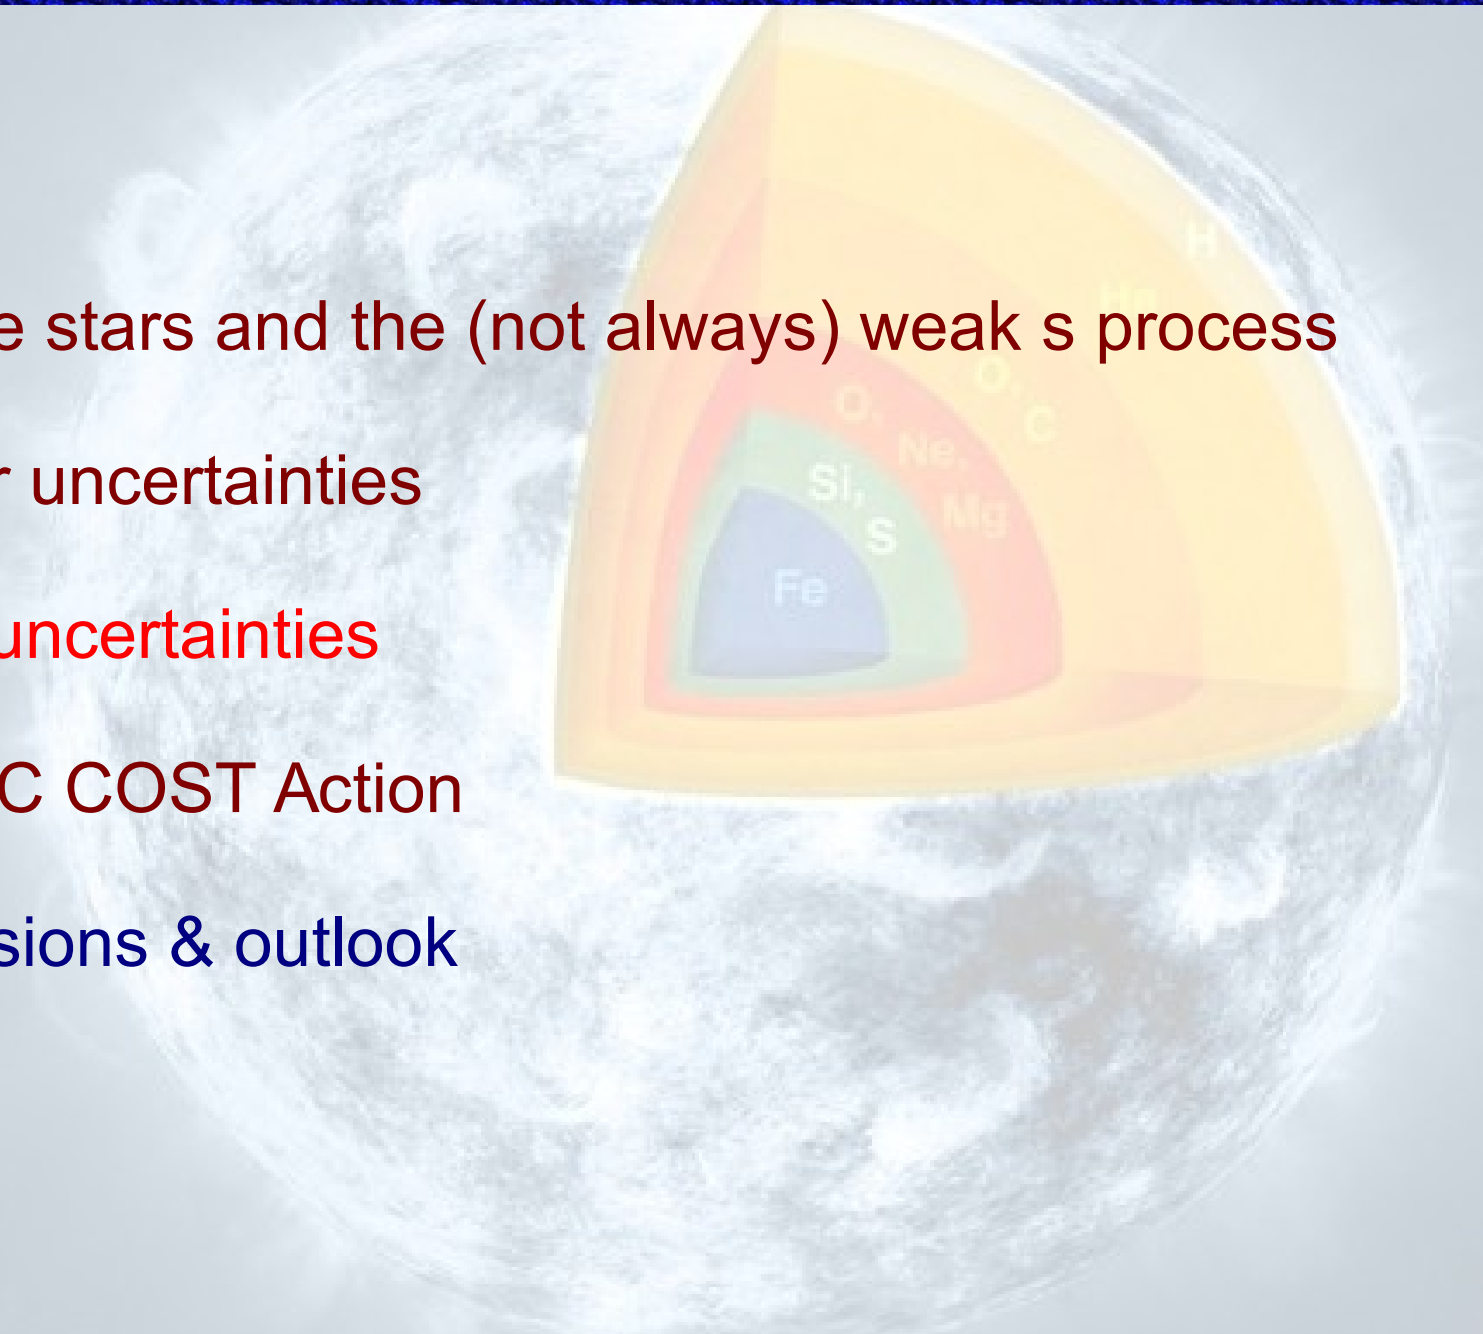 e stars and the (not always) weak s process
r uncertainties
uncertainties
C COST Action
sions & outlook
H
He
O, C
O, Ne, Mg
Si, S
Fe